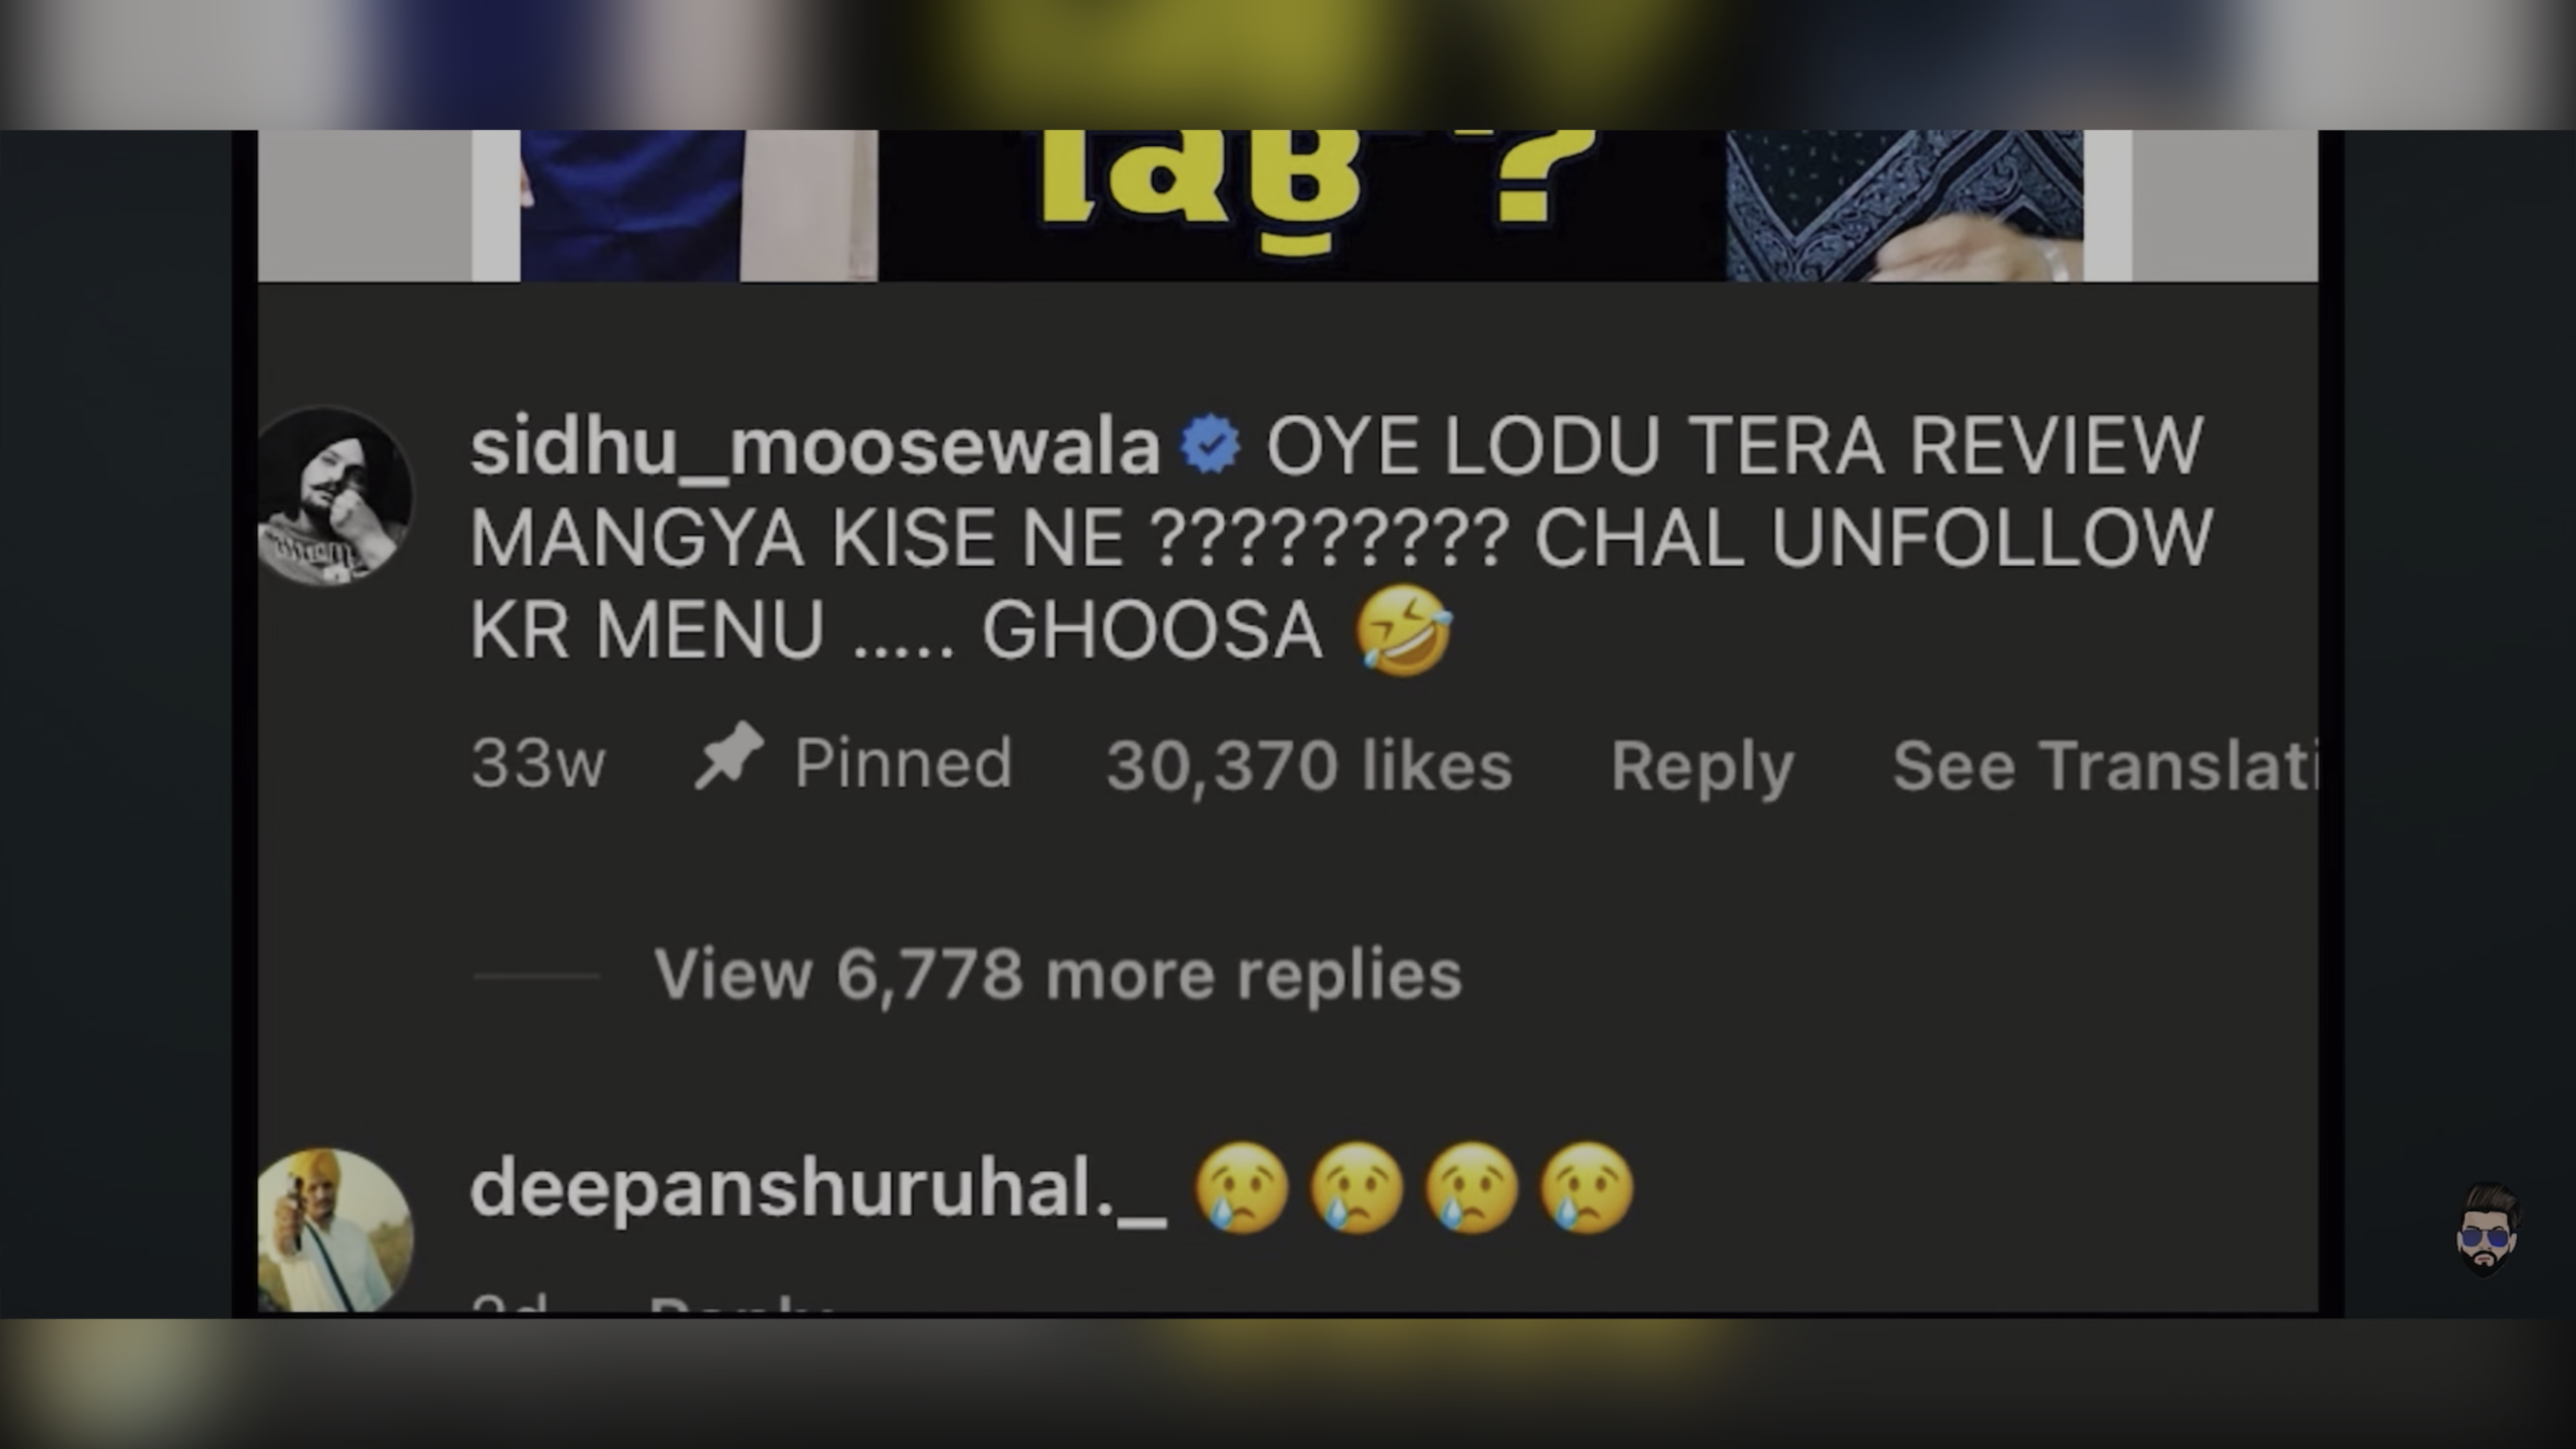 ?
sidhu_moosewala OYE LODU TERA REVIEW
MANGYA KISE NE ????????? CHAL UNFOLLOW
KR MENU ..... GHOOSA 🤣
33w Pinned 30,370 likes Reply See Translati
View 6,778 more replies
deepanshuruhal._ 😢😢😢😢
Reply